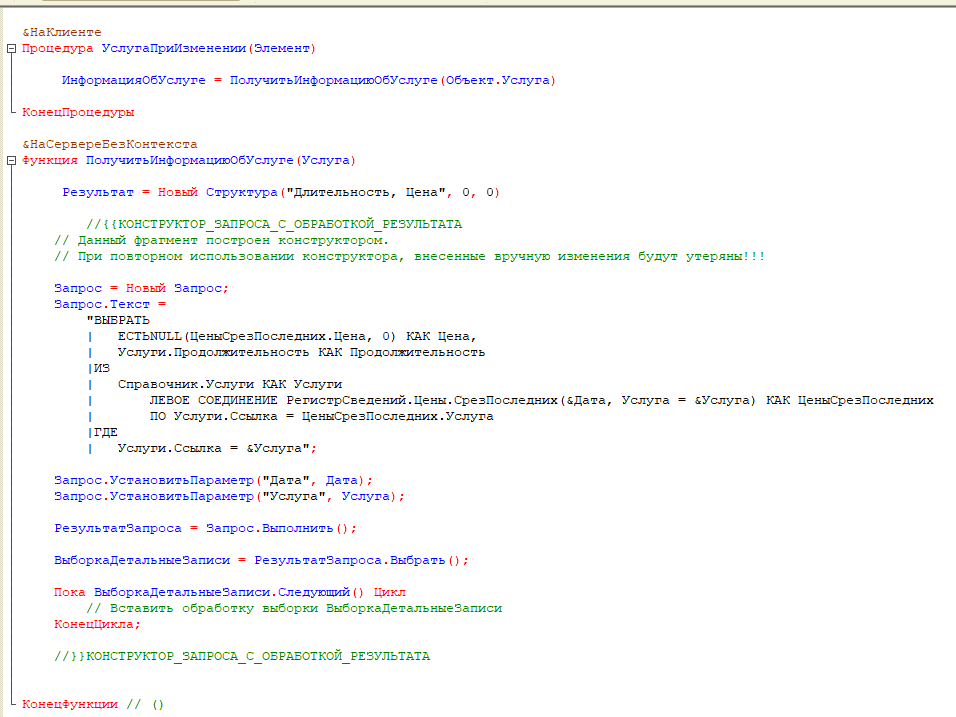 &НаКлиенте
Процедура УслугаПриИзменении(Элемент)
ИнформацияОбУслуге = ПолучитьИнформациюОбУслуге(Объект.Услуга)
КонецПроцедуры
&НаСервереБезКонтекста
Функция ПолучитьИнформациюОбУслуге(Услуга)
Результат = Новый Структура("Длительность, Цена", 0, 0)
//{{КОНСТРУКТОР_ЗАПРОСА_С_ОБРАБОТКОЙ_РЕЗУЛЬТАТА
// Данный фрагмент построен конструктором.
// При повторном использовании конструктора, внесенные вручную изменения будут утеряны!!!
Запрос = Новый Запрос;
Запрос.Текст =
"ВЫБРАТЬ
|   ЕСТЬNULL(ЦеныСрезПоследних.Цена, 0) КАК Цена,
|   Услуги.Продолжительность КАК Продолжительность
|ИЗ
|   Справочник.Услуги КАК Услуги
|       ЛЕВОЕ СОЕДИНЕНИЕ РегистрСведений.Цены.СрезПоследних(&Дата, Услуга = &Услуга) КАК ЦеныСрезПоследних
|       ПО Услуги.Ссылка = ЦеныСрезПоследних.Услуга
|ГДЕ
|   Услуги.Ссылка = &Услуга";
Запрос.УстановитьПараметр("Дата", Дата);
Запрос.УстановитьПараметр("Услуга", Услуга);
РезультатЗапроса = Запрос.Выполнить();
ВыборкаДетальныеЗаписи = РезультатЗапроса.Выбрать();
Пока ВыборкаДетальныеЗаписи.Следующий() Цикл
// Вставить обработку выборки ВыборкаДетальныеЗаписи
КонецЦикла;
//}}КОНСТРУКТОР_ЗАПРОСА_С_ОБРАБОТКОЙ_РЕЗУЛЬТАТА
КонецФункции // ()